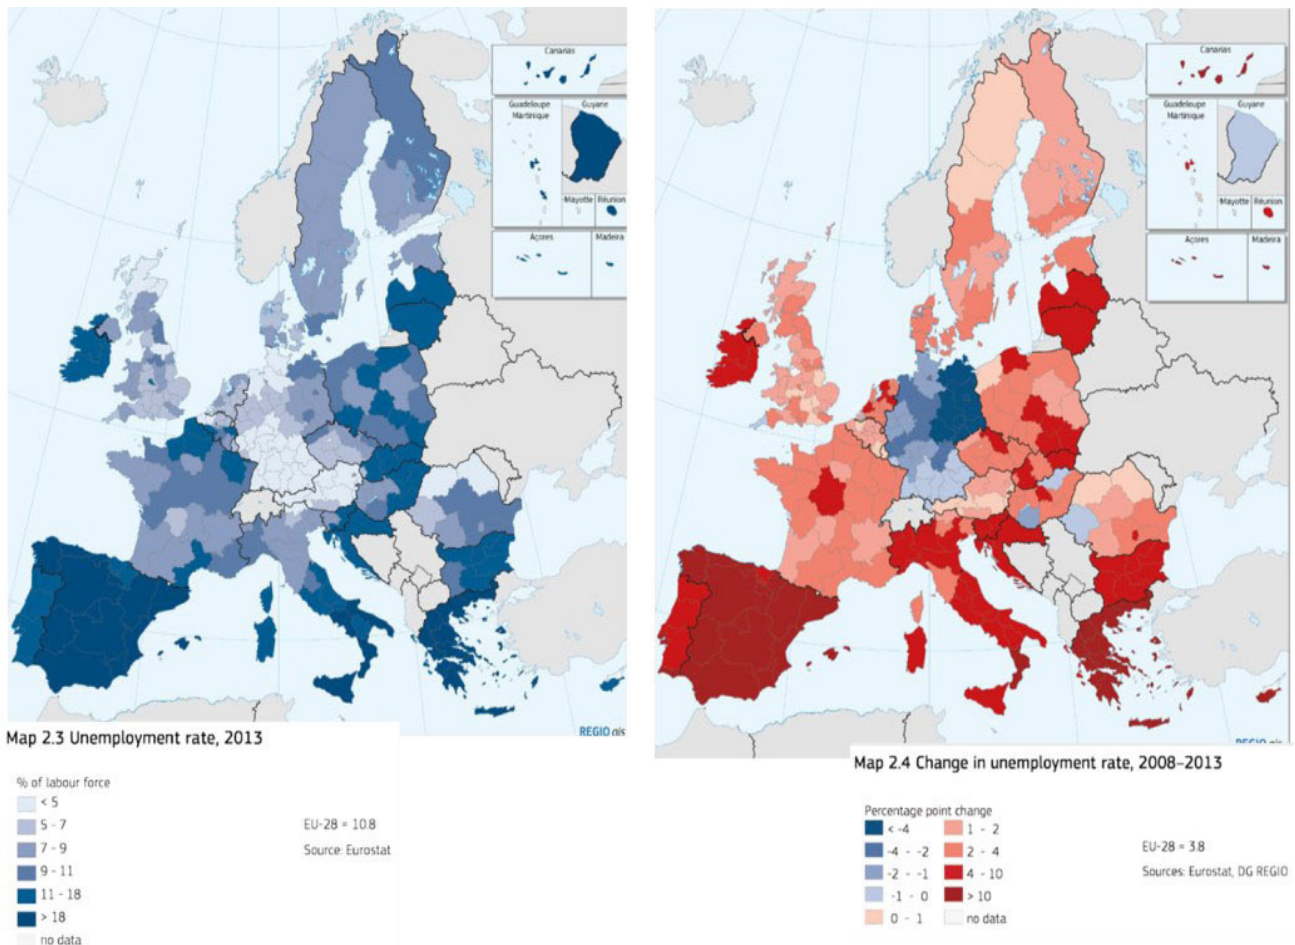 Canarias
Guadeloupe
Martinique
Guyane
Mayotte
Réunion
Açores
Madeira
REGIO gis
Map 2.3 Unemployment rate, 2013
% of labour force
< 5
5 - 7
7 - 9
9 - 11
11 - 18
> 18
no data
EU-28 = 10.8
Source: Eurostat
Canarias
Guadeloupe
Martinique
Guyane
Mayotte
Réunion
Açores
Madeira
Map 2.4 Change in unemployment rate, 2008–2013
Percentage point change
< -4
-4 - -2
-2 - -1
-1 - 0
0 - 1
1 - 2
2 - 4
4 - 10
> 10
no data
EU-28 = 3.8
Sources: Eurostat, DG REGIO